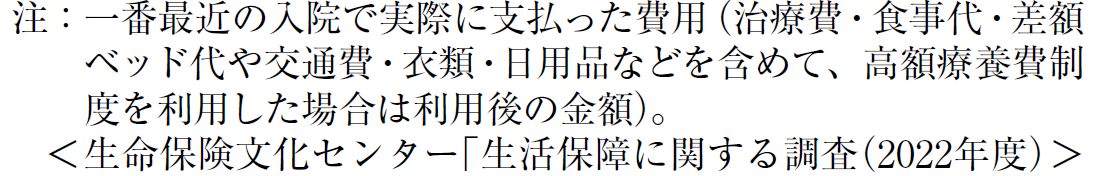 注：一番最近の入院で実際に支払った費用（治療費・食事代・差額
ベッド代や交通費・衣類・日用品などを含めて、高額療養費制
度を利用した場合は利用後の金額）。
＜生命保険文化センター「生活保障に関する調査（2022年度）＞